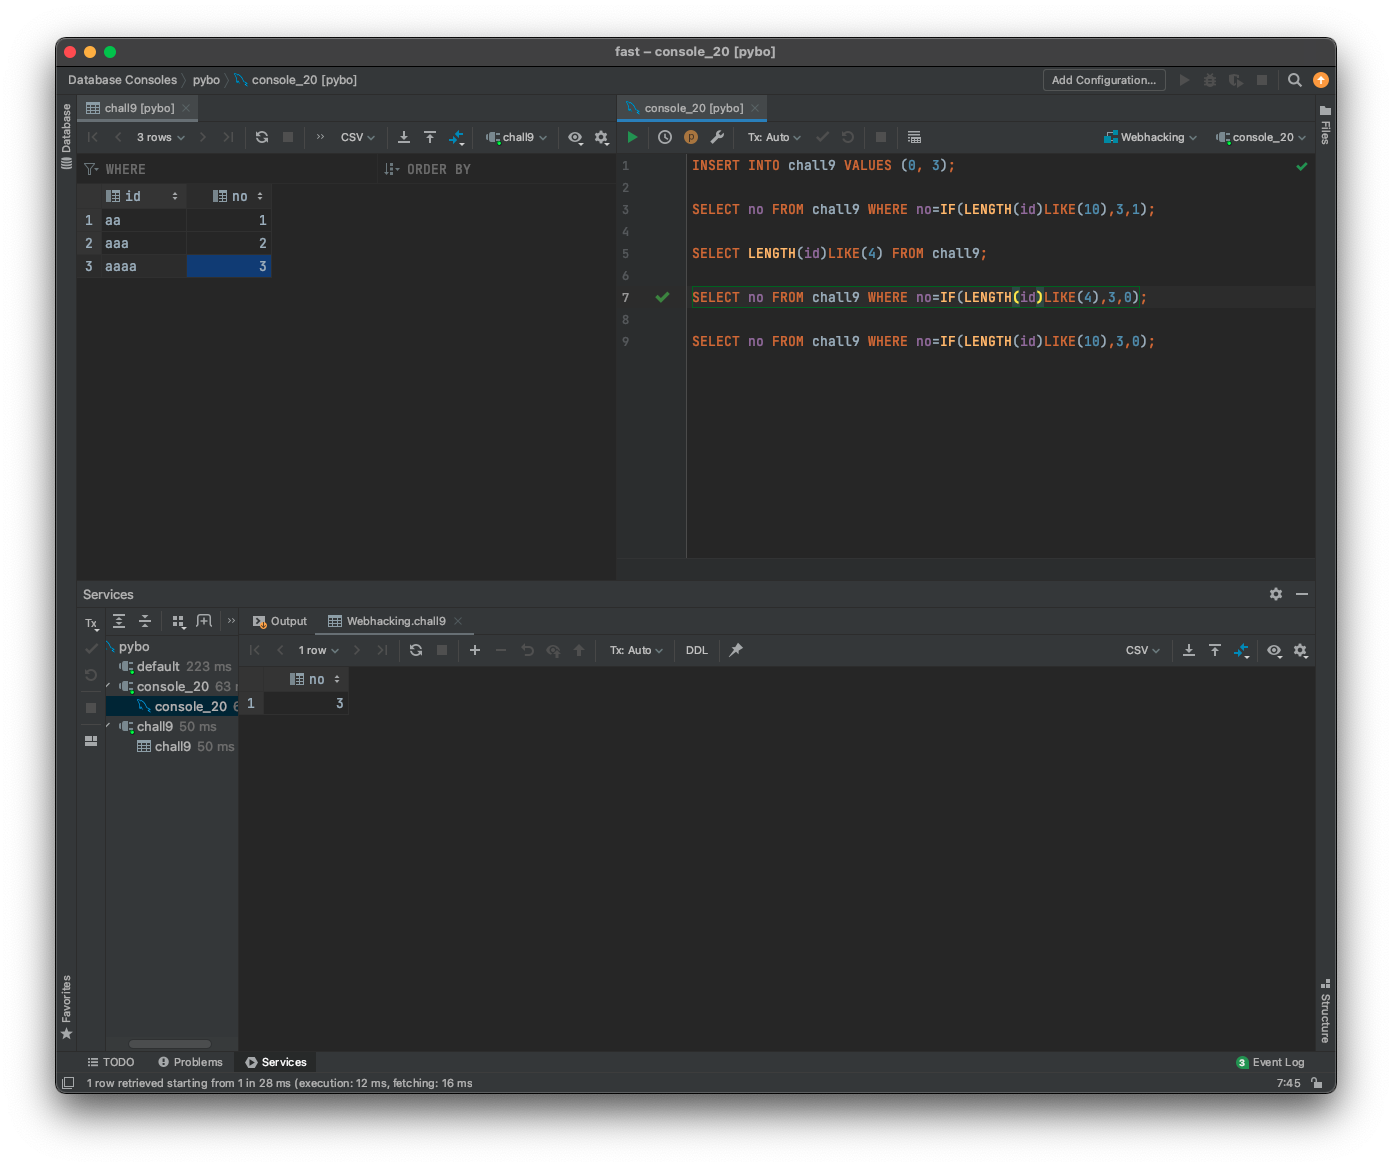 fast – console_20 [pybo]
Database Consoles pybo console_20 [pybo] Add Configuration...
Database
chall9 [pybo]
3 rows CSV chall9
WHERE ORDER BY
id no
1 aa 1
2 aaa 2
3 aaaa 3
console_20 [pybo]
Tx: Auto Webhacking console_20
Files
1 INSERT INTO chall9 VALUES (0, 3);
2
3 SELECT no FROM chall9 WHERE no=IF(LENGTH(id)LIKE(10),3,1);
4
5 SELECT LENGTH(id)LIKE(4) FROM chall9;
6
7 SELECT no FROM chall9 WHERE no=IF(LENGTH(id)LIKE(4),3,0);
8
9 SELECT no FROM chall9 WHERE no=IF(LENGTH(id)LIKE(10),3,0);
Services
Tx
pybo
default 223 ms
console_20 63
console_20 6
chall9 50 ms
chall9 50 ms
Output Webhacking.chall9
1 row Tx: Auto DDL CSV
no
1 3
Favorites
Structure
TODO Problems Services 3 Event Log
1 row retrieved starting from 1 in 28 ms (execution: 12 ms, fetching: 16 ms 7:45